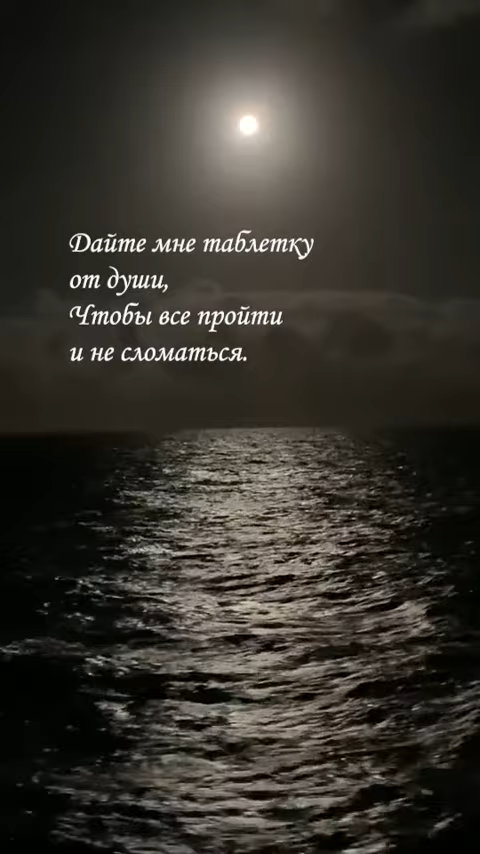 Дайте мне таблетку
от души,
Чтобы все пройти
и не сломаться.